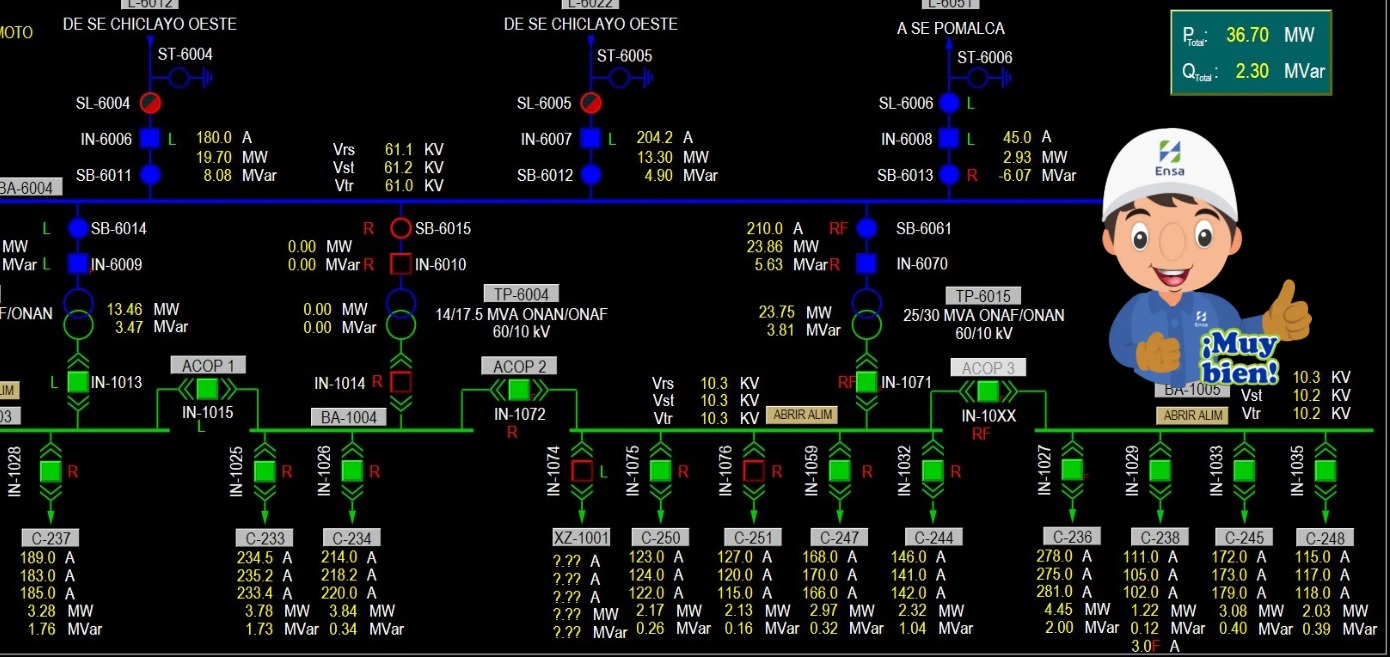 L-6012
L-6022
L-6051
DE SE CHICLAYO OESTE
DE SE CHICLAYO OESTE
A SE POMALCA
MOTO
PTotal: 36.70 MW
QTotal: 2.30 MVar
ST-6004
ST-6005
ST-6006
SL-6004
SL-6005
SL-6006 L
IN-6006 L 180.0 A
19.70 MW
8.08 MVar
SB-6011
Vrs 61.1 KV
Vst 61.2 KV
Vtr 61.0 KV
IN-6007 L 204.2 A
13.30 MW
4.90 MVar
SB-6012
IN-6008 L 45.0 A
2.93 MW
-6.07 MVar
SB-6013 R
Ensa
BA-6004
L SB-6014
MW
MVar L IN-6009
R SB-6015
0.00 MW
0.00 MVar R IN-6010
210.0 A RF SB-6061
23.86 MW
5.63 MVar R IN-6070
F/ONAN
13.46 MW
3.47 MVar
0.00 MW
0.00 MVar
TP-6004
14/17.5 MVA ONAN/ONAF
60/10 kV
23.75 MW
3.81 MVar
TP-6015
25/30 MVA ONAF/ONAN
60/10 kV
Ensa
¡Muy
bien!
L IN-1013
ACOP 1
IN-1015
L
IN-1014 R
BA-1004
ACOP 2
IN-1072
R
Vrs 10.3 KV
Vst 10.3 KV
Vtr 10.3 KV
ABRIR ALIM
RF IN-1071
ACOP 3
IN-10XX
RF
BA-1005
ABRIR ALIM
10.3 KV
Vst 10.2 KV
Vtr 10.2 KV
LIM
03
IN-1028 R
IN-1025 R
IN-1026 R
IN-1074 L
IN-1075 R
IN-1076 R
IN-1059 R
IN-1032 R
IN-1027
IN-1029
IN-1033
IN-1035
C-237
189.0 A
183.0 A
185.0 A
3.28 MW
1.76 MVar
C-233
234.5 A
235.2 A
233.4 A
3.78 MW
1.73 MVar
C-234
214.0 A
218.2 A
220.0 A
3.84 MW
0.34 MVar
XZ-1001
?.?? A
?.?? A
?.?? A
?.?? MW
?.?? MVar
C-250
123.0 A
124.0 A
122.0 A
2.17 MW
0.26 MVar
C-251
127.0 A
120.0 A
115.0 A
2.13 MW
0.16 MVar
C-247
168.0 A
170.0 A
166.0 A
2.97 MW
0.32 MVar
C-244
146.0 A
141.0 A
142.0 A
2.32 MW
1.04 MVar
C-236
278.0 A
275.0 A
281.0 A
4.45 MW
2.00 MVar
C-238
111.0 A
105.0 A
102.0 A
1.22 MW
0.12 MVar
3.0F A
C-245
172.0 A
173.0 A
179.0 A
3.08 MW
0.40 MVar
C-248
115.0 A
117.0 A
118.0 A
2.03 MW
0.39 MVar